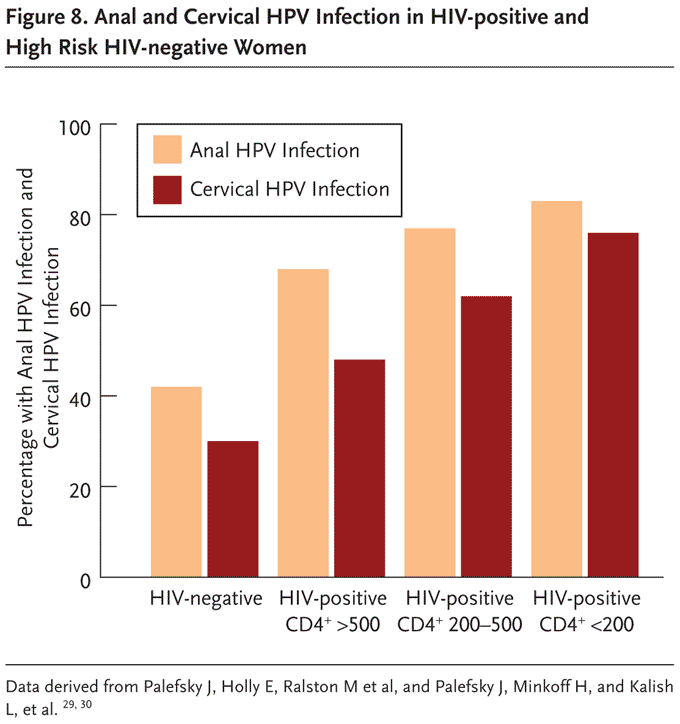 Figure 8. Anal and Cervical HPV Infection in HIV-positive and
High Risk HIV-negative Women
Percentage with Anal HPV Infection and
Cervical HPV Infection
100
80
60
40
20
0
Anal HPV Infection
Cervical HPV Infection
HIV-negative
HIV-positive
CD4⁺ >500
HIV-positive
CD4⁺ 200–500
HIV-positive
CD4⁺ <200
Data derived from Palefsky J, Holly E, Ralston M et al, and Palefsky J, Minkoff H, and Kalish
L, et al. ²⁹, ³⁰